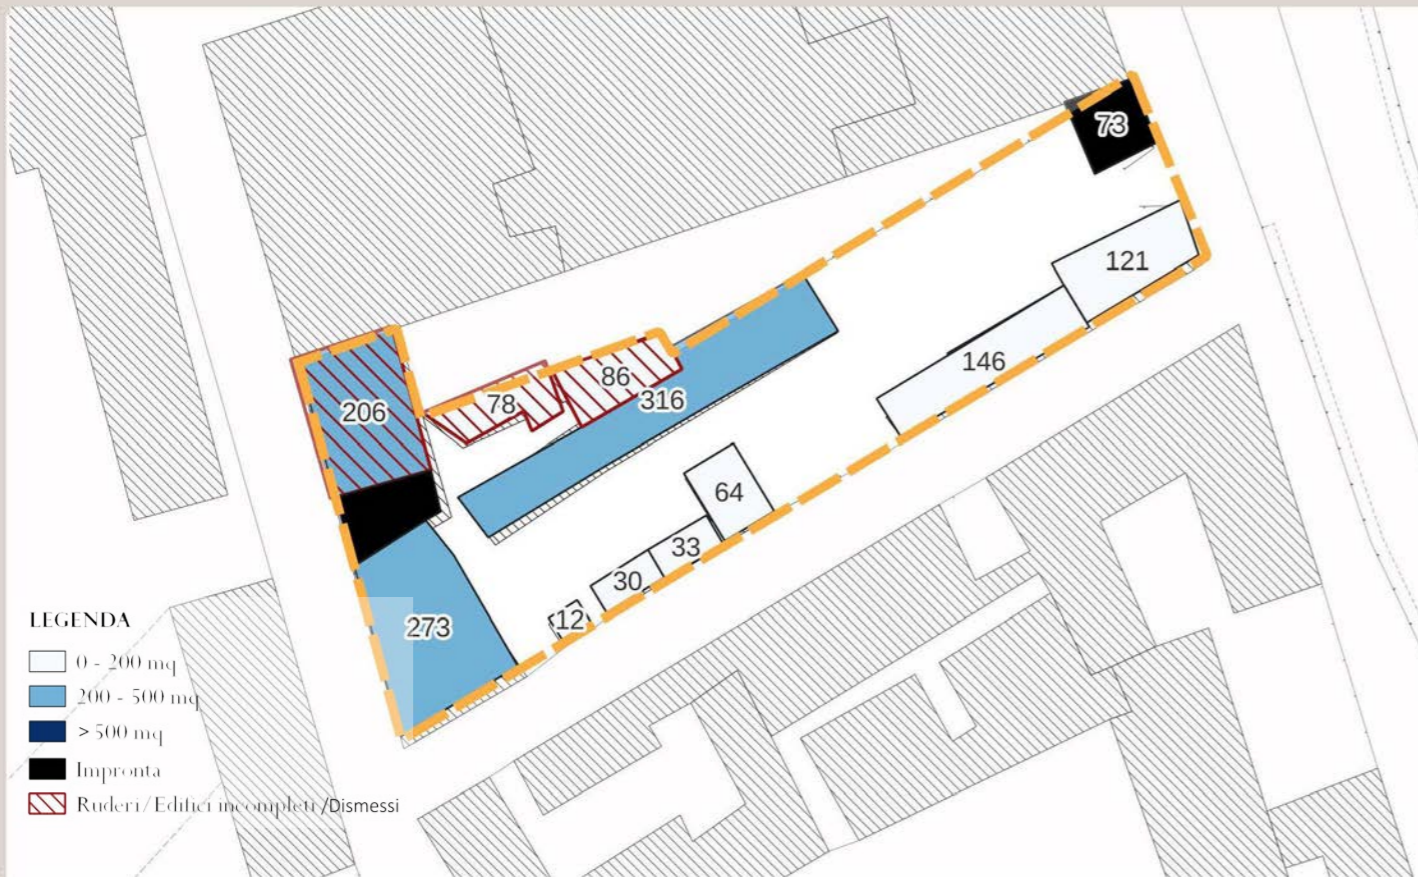 73
121
146
86
78
316
206
64
33
30
12
273
LEGENDA
0 - 200 mq
200 - 500 mq
> 500 mq
Impronta
Ruderi/Edifici incompleti /Dismessi